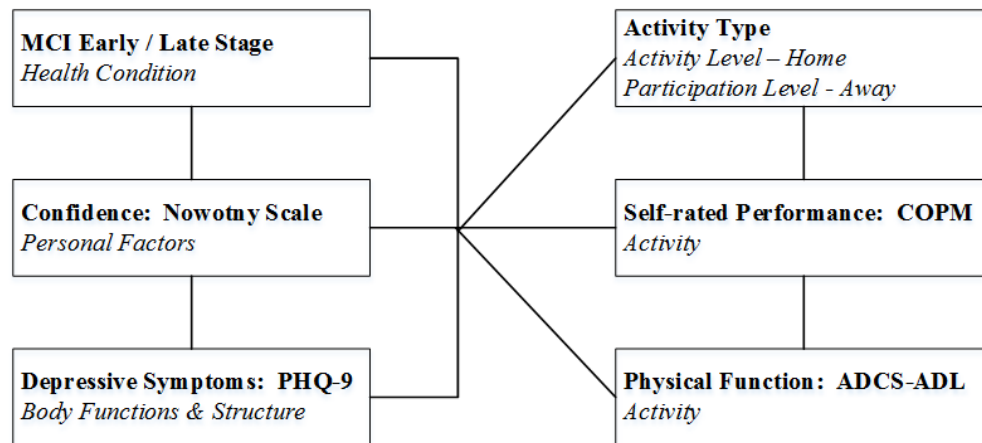 MCI Early / Late Stage
Health Condition
Activity Type
Activity Level – Home
Participation Level - Away
Confidence:  Nowotny Scale
Personal Factors
Self-rated Performance:  COPM
Activity
Depressive Symptoms:  PHQ-9
Body Functions & Structure
Physical Function:  ADCS-ADL
Activity